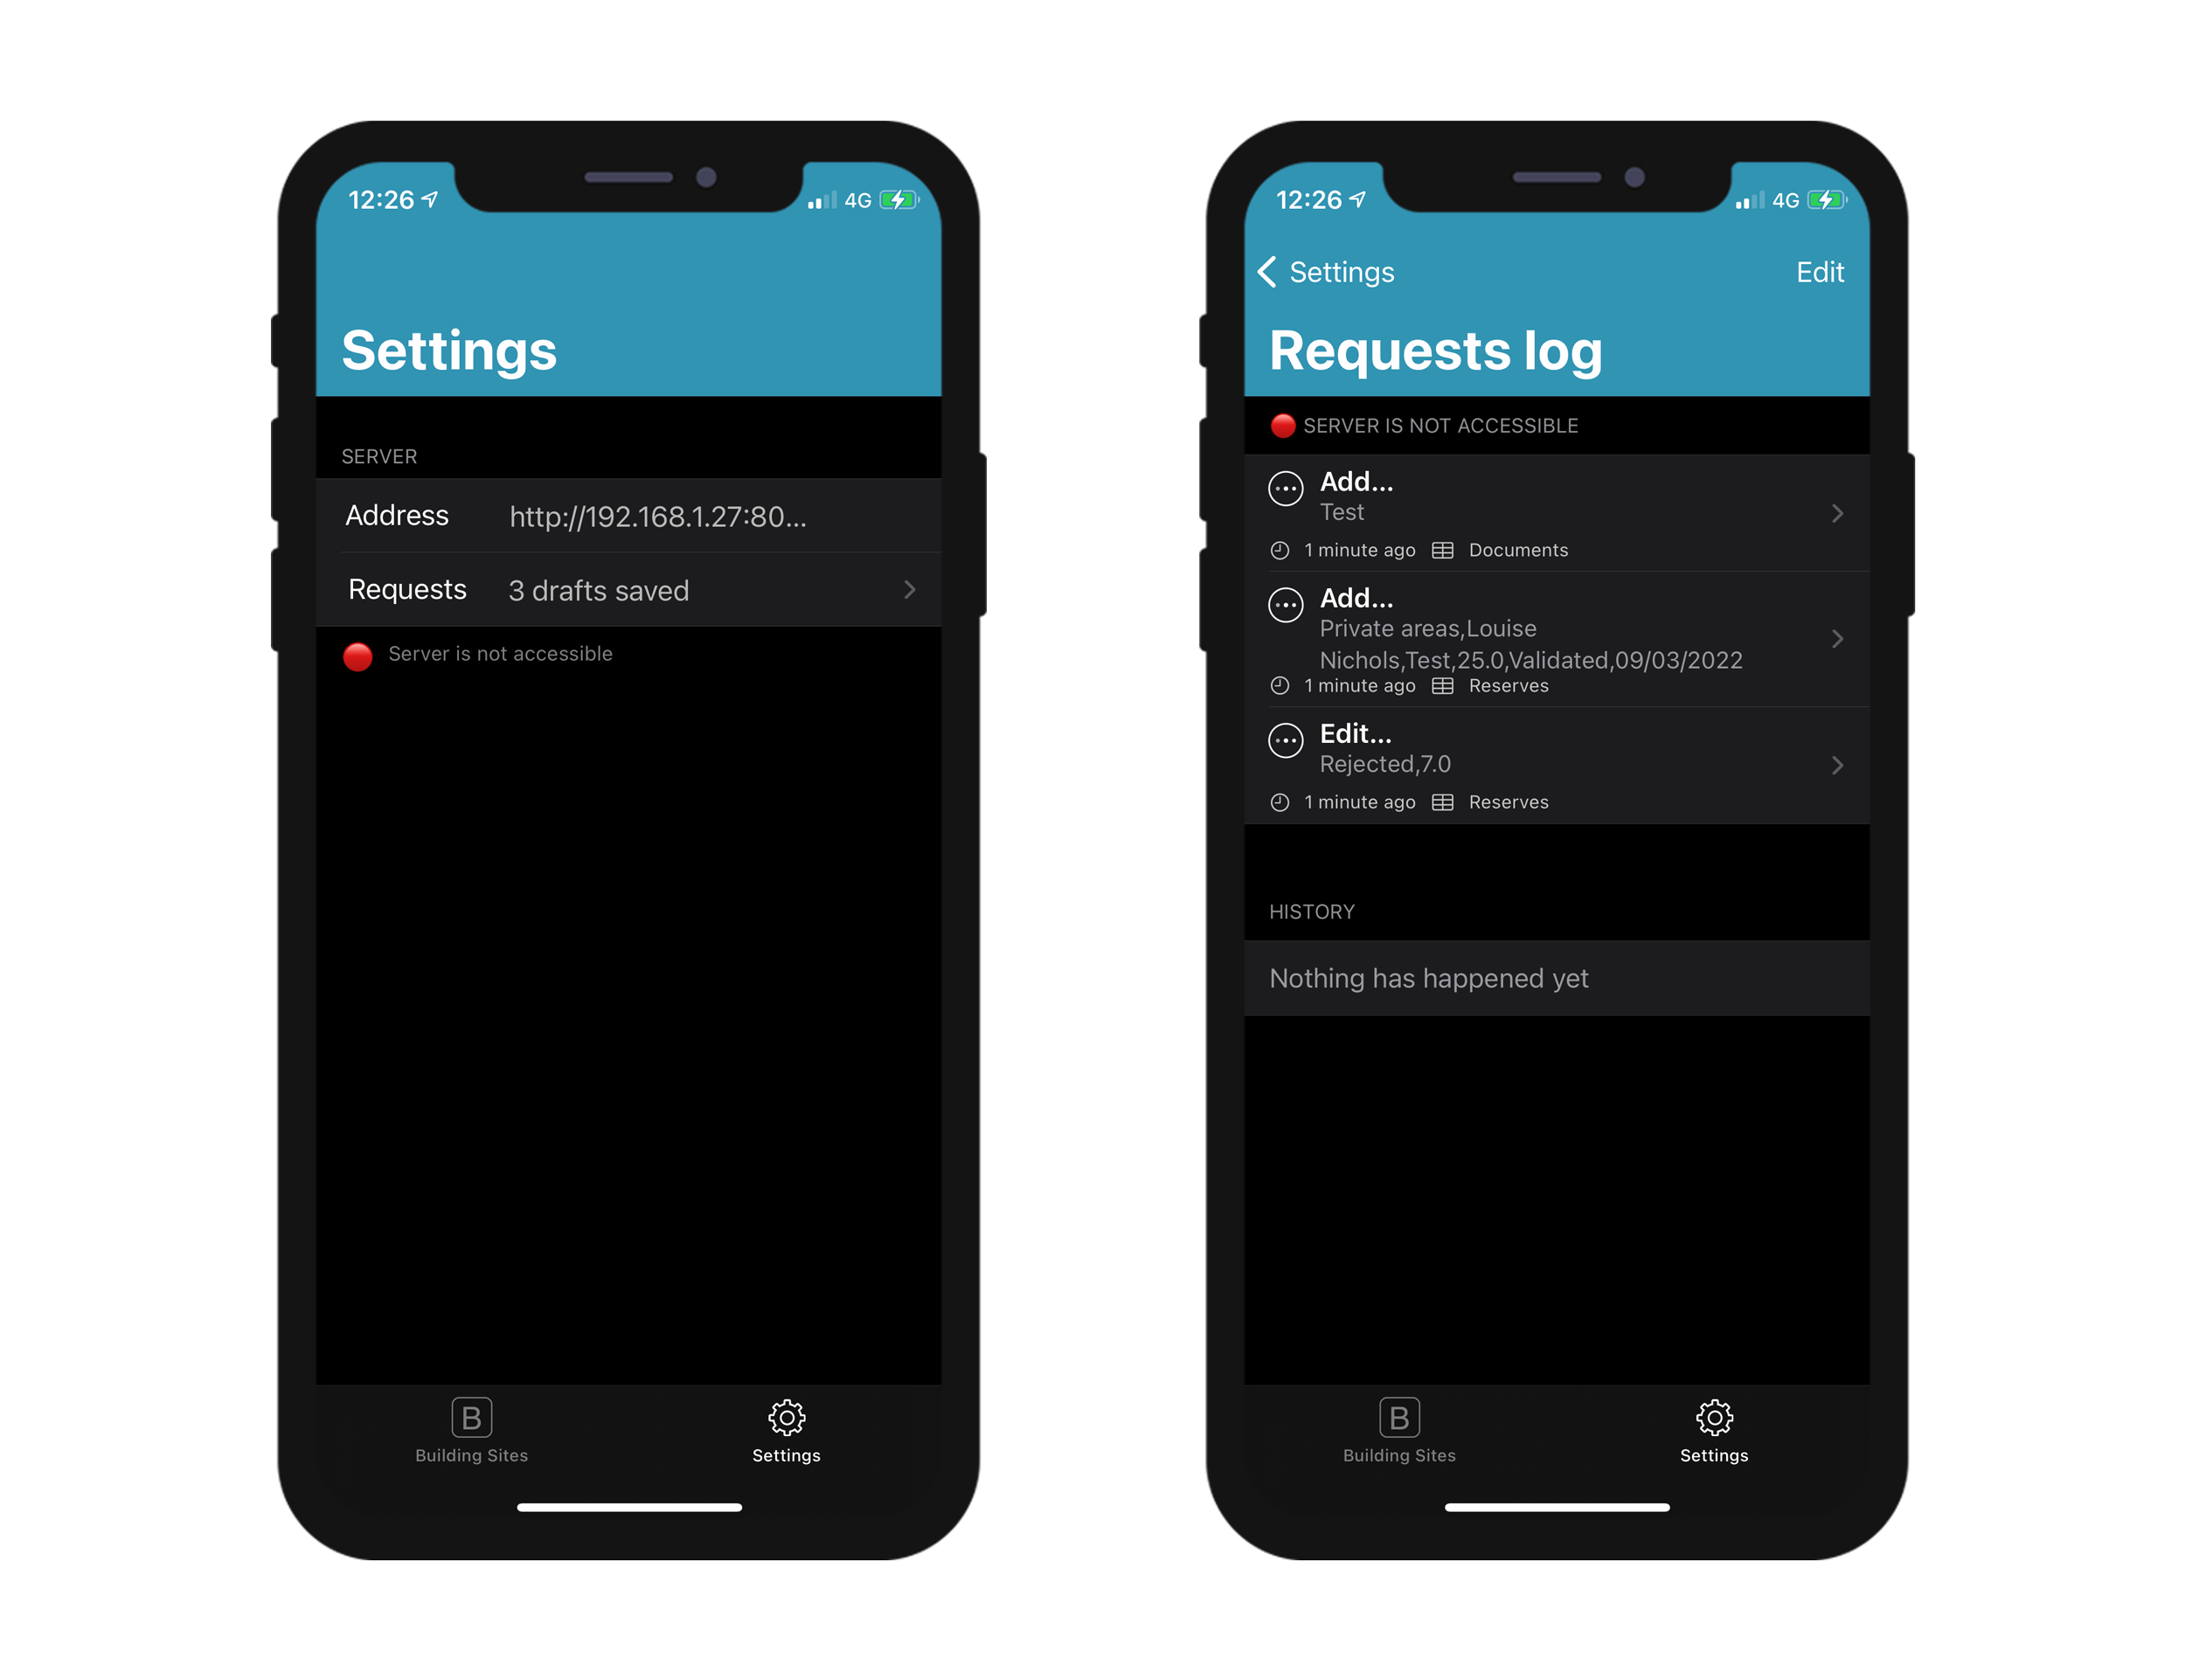 12:26
4G
Settings
SERVER
Address http://192.168.1.27:80...
Requests 3 drafts saved
Server is not accessible
B
Building Sites
Settings
12:26
4G
Settings
Edit
Requests log
SERVER IS NOT ACCESSIBLE
Add...
Test
1 minute ago Documents
Add...
Private areas,Louise
Nichols,Test,25.0,Validated,09/03/2022
1 minute ago Reserves
Edit...
Rejected,7.0
1 minute ago Reserves
HISTORY
Nothing has happened yet
B
Building Sites
Settings